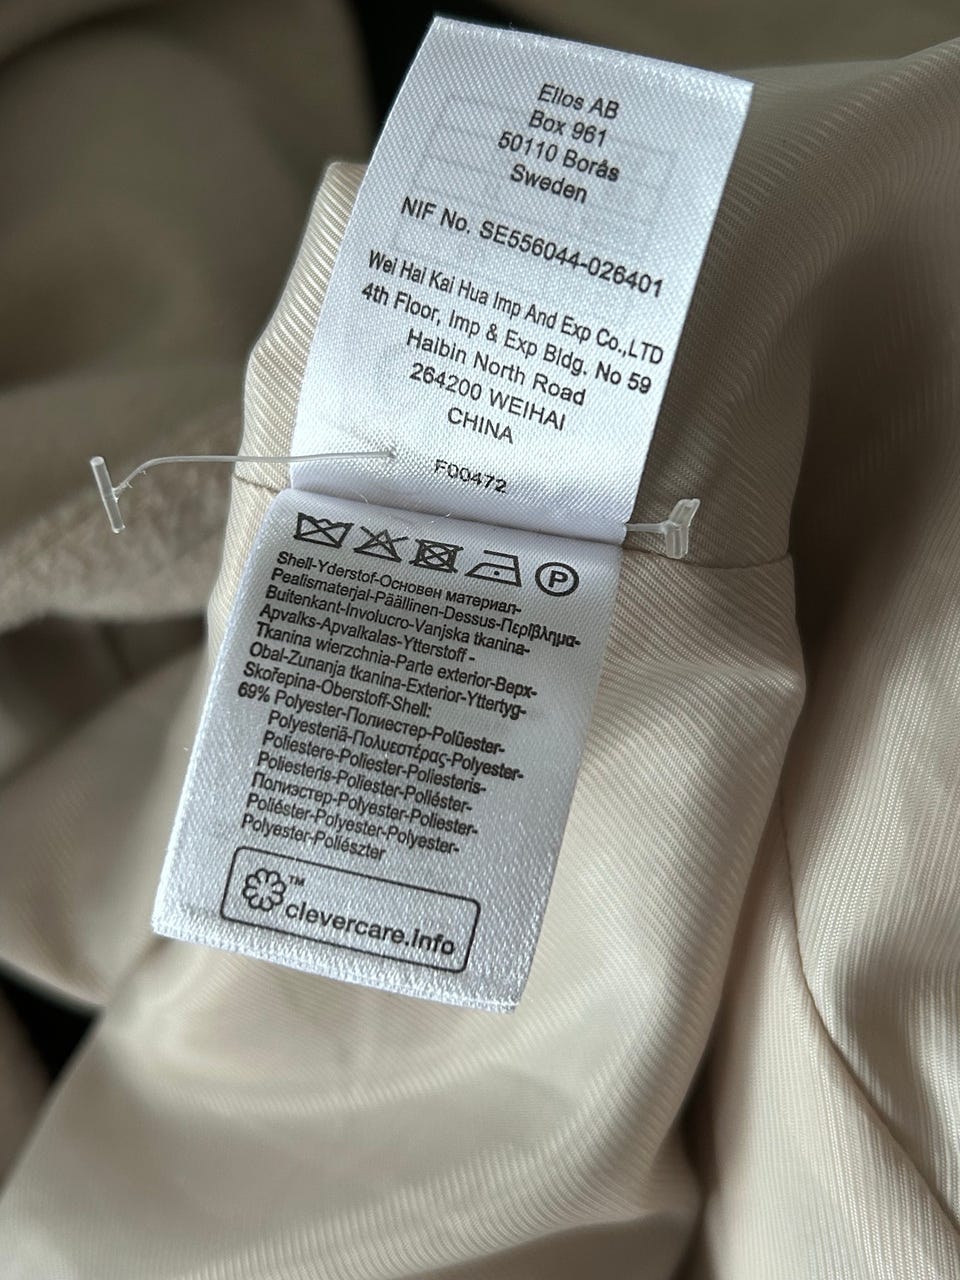 Ellos AB
Box 961
50110 Borås
Sweden
NIF No. SE556044-026401
Wei Hai Kai Hua Imp And Exp Co.,LTD
4th Floor, Imp & Exp Bldg. No 59
Haibin North Road
264200 WEIHAI
CHINA
F00472
P
Shell-Yderstof-Основен материал-
Pealismaterjal-Päällinen-Dessus-Περίβλημα-
Buitenkant-Involucro-Vanjska tkanina-
Apvalks-Apvalkalas-Ytterstoff -
Tkanina wierzchnia-Parte exterior-Верх-
Obal-Zunanja tkanina-Exterior-Yttertyg-
Skořepina-Oberstoff-Shell:
69% Polyester-Полиестер-Polüester-
Polyesteriä-Πολυεστέρας-Polyester-
Poliestere-Poliester-Poliesteris-
Poliesteris-Poliester-Poliéster-
Полиэстер-Polyester-Poliester-
Poliéster-Polyester-Polyester-
Polyester-Poliészter
™
clevercare.info